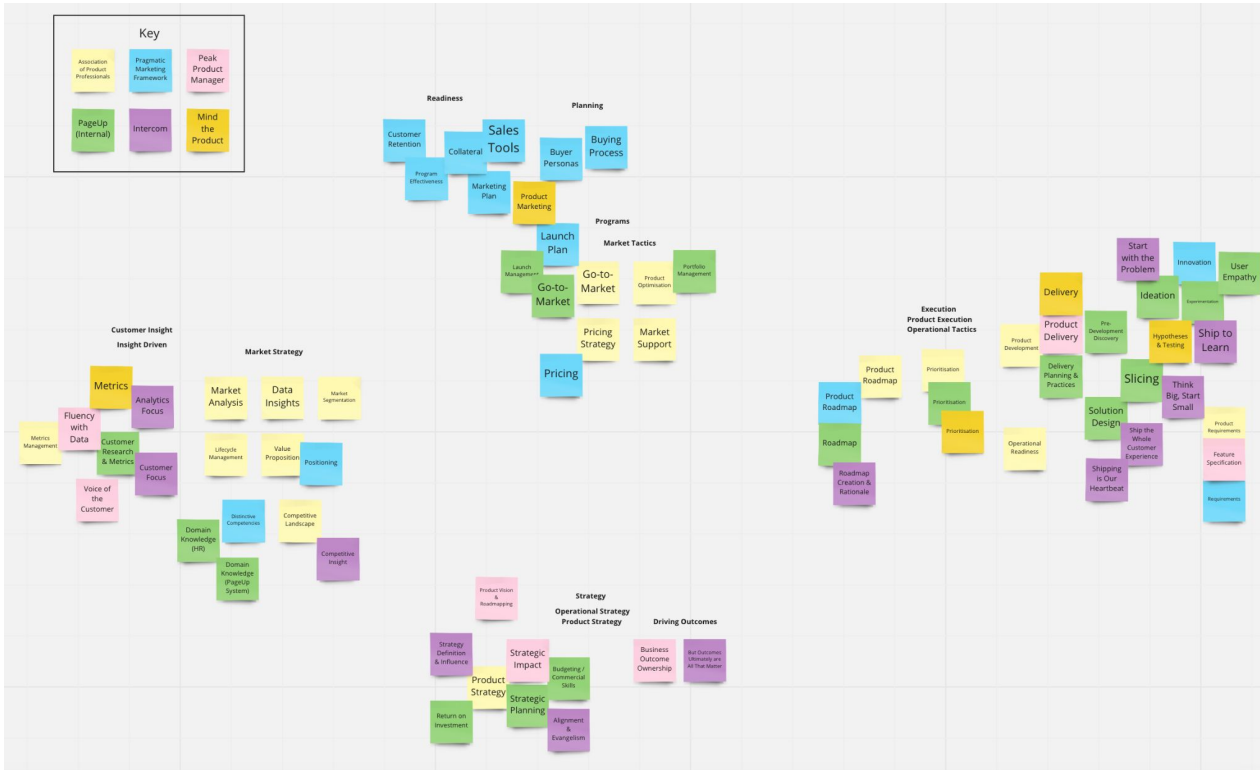 Key
Association
of Product
Professionals
Pragmatic
Marketing
Framework
Peak
Product
Manager
PageUp
(Internal)
Intercom
Mind
the
Product
Readiness
Planning
Customer
Retention
Collateral
Sales
Tools
Program
Effectiveness
Marketing
Plan
Buyer
Personas
Buying
Process
Product
Marketing
Programs
Market Tactics
Launch
Plan
Launch
Management
Go-to-
Market
Go-to-
Market
Product
Optimisation
Portfolio
Management
Pricing
Strategy
Market
Support
Pricing
Customer Insight
Insight Driven
Market Strategy
Metrics
Analytics
Focus
Fluency
with
Data
Metrics
Management
Customer
Research
& Metrics
Customer
Focus
Voice of
the
Customer
Market
Analysis
Data
Insights
Market
Segmentation
Lifecycle
Management
Value
Proposition
Positioning
Distinctive
Competencies
Competitive
Landscape
Domain
Knowledge
(HR)
Domain
Knowledge
(PageUp
System)
Competitive
Insight
Product Vision
&
Roadmapping
Strategy
Operational Strategy
Product Strategy
Driving Outcomes
Strategy
Definition
& Influence
Strategic
Impact
Budgeting /
Commercial
Skills
Product
Strategy
Strategic
Planning
Return on
Investment
Alignment
&
Evangelism
Business
Outcome
Ownership
But Outcomes
Ultimately are
All That Matter
Execution
Product Execution
Operational Tactics
Product
Roadmap
Product
Roadmap
Roadmap
Roadmap
Creation &
Rationale
Prioritisation
Prioritisation
Prioritisation
Start
with the
Problem
Innovation
User
Empathy
Ideation
Experimentation
Delivery
Product
Delivery
Product
Development
Pre-
Development
Discovery
Hypotheses
& Testing
Ship to
Learn
Delivery
Planning &
Practices
Slicing
Think
Big, Start
Small
Solution
Design
Operational
Readiness
Ship the
Whole
Customer
Experience
Shipping
is Our
Heartbeat
Product
Requirements
Feature
Specification
Requirements